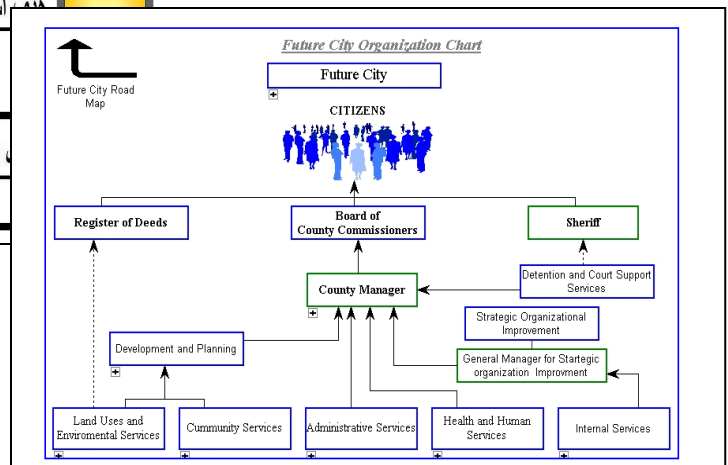 Future City Organization Chart
Future City
Future City Road
Map
CITIZENS
Register of Deeds
Board of
County Commissioners
Sheriff
Detention and Court Support
Services
County Manager
Strategic Organizational
Improvement
Development and Planning
General Manager for Startegic
organization Improvment
Land Uses and
Enviromental Services
Cummunity Services
Administrative Services
Health and Human
Services
Internal Services